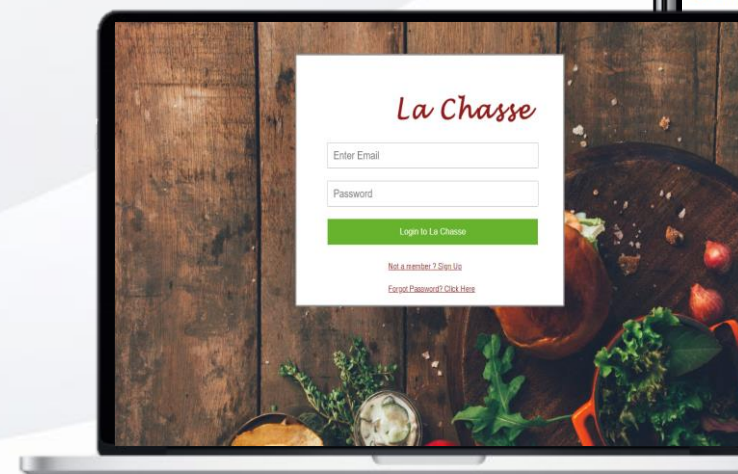 La Chasse
Enter Email
Password
Login to La Chasse
Not a member ? Sign Up
Forgot Password? Click Here